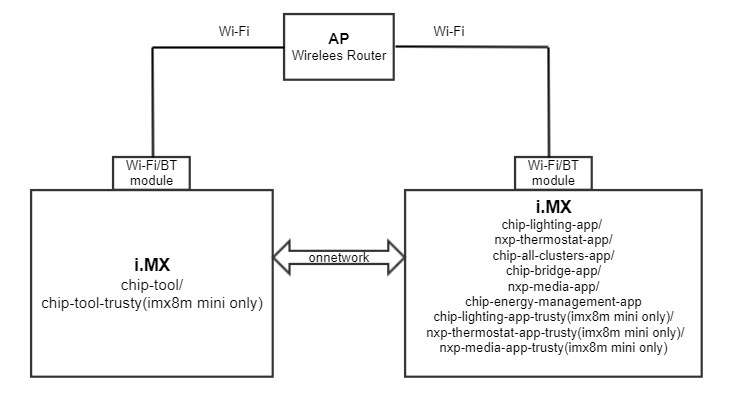 Wi-Fi
AP
Wirelees Router
Wi-Fi
Wi-Fi/BT
module
Wi-Fi/BT
module
i.MX
chip-tool/
chip-tool-trusty(imx8m mini only)
onnetwork
i.MX
chip-lighting-app/
nxp-thermostat-app/
chip-all-clusters-app/
chip-bridge-app/
nxp-media-app/
chip-energy-management-app
chip-lighting-app-trusty(imx8m mini only)/
nxp-thermostat-app-trusty(imx8m mini only)/
nxp-media-app-trusty(imx8m mini only)